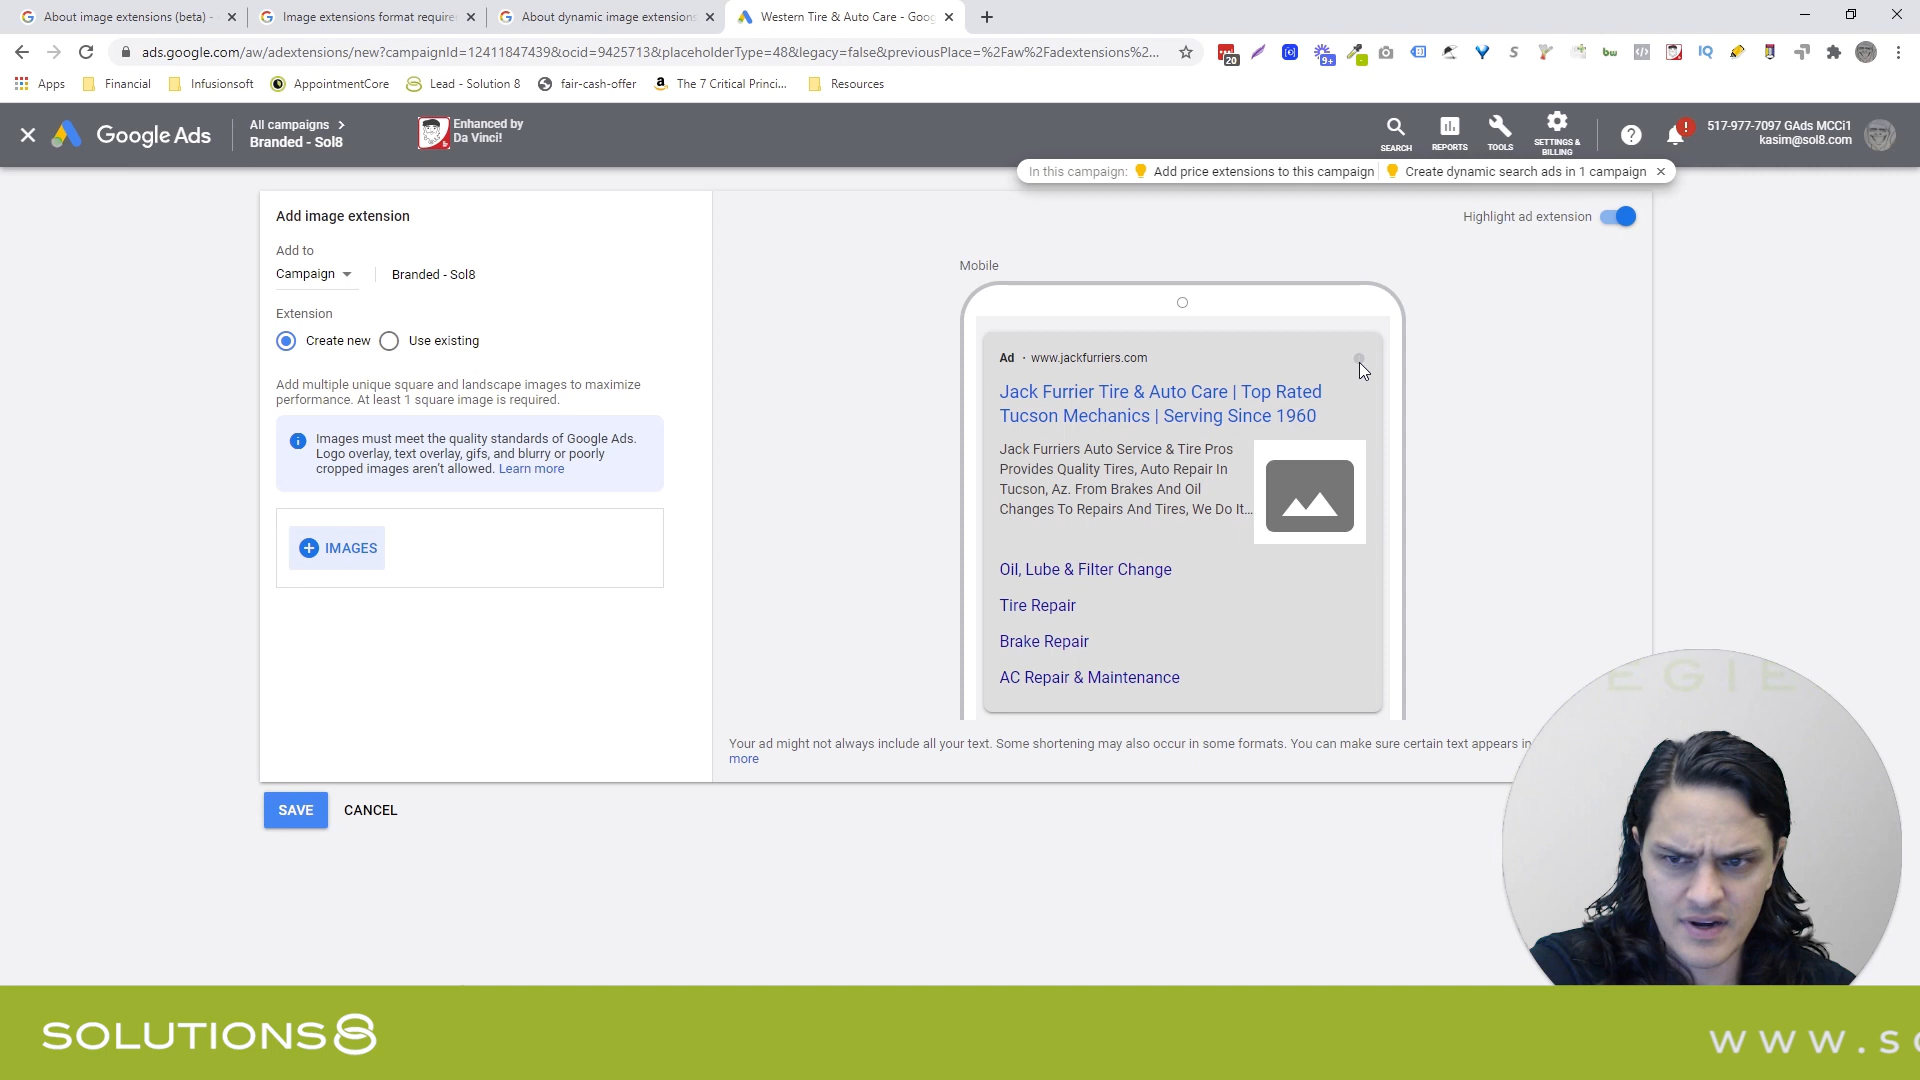 About image extensions (beta) -
Image extensions format require
About dynamic image extensions
Western Tire & Auto Care - Goog
ads.google.com/aw/adextensions/new?campaignId=12411847439&ocid=9425713&placeholderType=48&legacy=false&previousPlace=%2Faw%2Fadextensions%2...
20
9+
Apps
Financial
Infusionsoft
AppointmentCore
Lead - Solution 8
fair-cash-offer
The 7 Critical Princi...
Resources
Google Ads
All campaigns
Branded - Sol8
Enhanced by
Da Vinci!
SEARCH
REPORTS
TOOLS
SETTINGS &
BILLING
517-977-7097 GAds MCCi1
kasim@sol8.com
In this campaign: Add price extensions to this campaign
Create dynamic search ads in 1 campaign
Add image extension
Add to
Campaign
Branded - Sol8
Extension
Create new
Use existing
Add multiple unique square and landscape images to maximize
performance. At least 1 square image is required.
Images must meet the quality standards of Google Ads.
Logo overlay, text overlay, gifs, and blurry or poorly
cropped images aren't allowed. Learn more
IMAGES
SAVE
CANCEL
Highlight ad extension
Mobile
Ad · www.jackfurriers.com
Jack Furrier Tire & Auto Care | Top Rated
Tucson Mechanics | Serving Since 1960
Jack Furriers Auto Service & Tire Pros
Provides Quality Tires, Auto Repair In
Tucson, Az. From Brakes And Oil
Changes To Repairs And Tires, We Do It...
Oil, Lube & Filter Change
Tire Repair
Brake Repair
AC Repair & Maintenance
Your ad might not always include all your text. Some shortening may also occur in some formats. You can make sure certain text appears in
more
EGIE
SOLUTIONS8
www.so